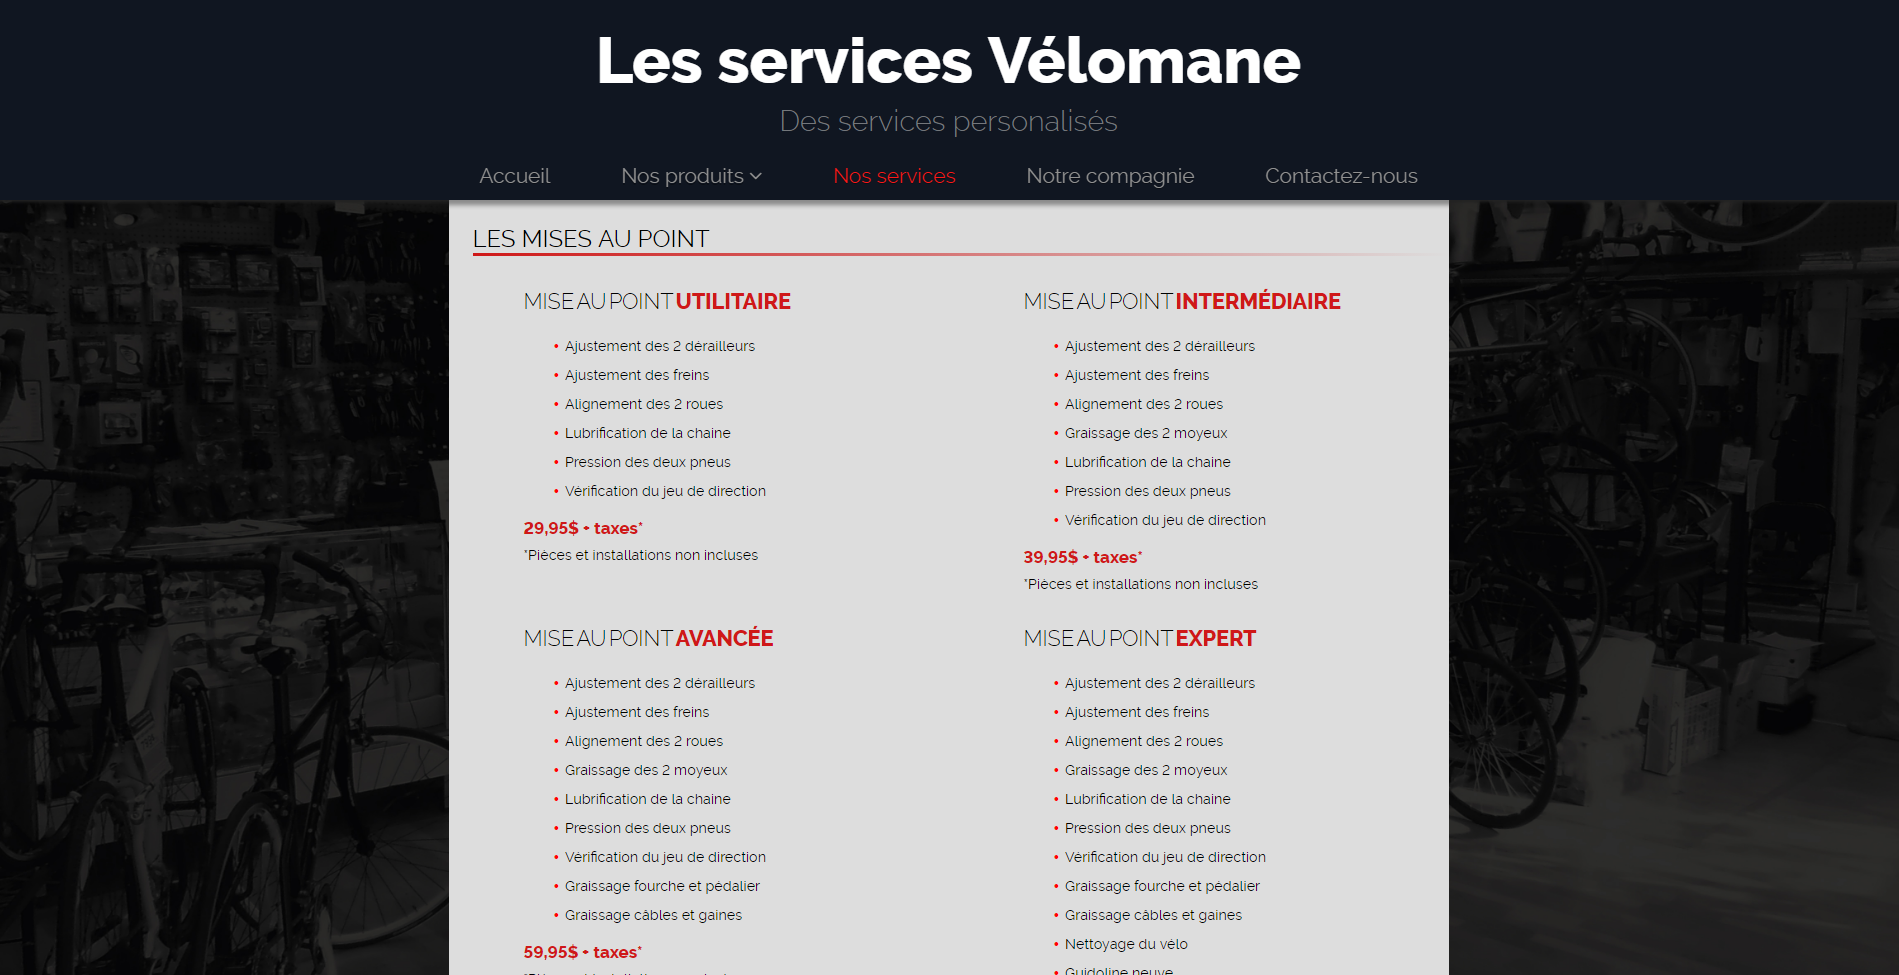 Les services Vélomane
Des services personalisés
Accueil
Nos produits
Nos services
Notre compagnie
Contactez-nous
LES MISES AU POINT
MISE AU POINT UTILITAIRE
• Ajustement des 2 dérailleurs
• Ajustement des freins
• Alignement des 2 roues
• Lubrification de la chaine
• Pression des deux pneus
• Vérification du jeu de direction
29,95$ + taxes*
*Pièces et installations non incluses
MISE AU POINT INTERMÉDIAIRE
• Ajustement des 2 dérailleurs
• Ajustement des freins
• Alignement des 2 roues
• Graissage des 2 moyeux
• Lubrification de la chaine
• Pression des deux pneus
• Vérification du jeu de direction
39,95$ + taxes*
*Pièces et installations non incluses
MISE AU POINT AVANCÉE
• Ajustement des 2 dérailleurs
• Ajustement des freins
• Alignement des 2 roues
• Graissage des 2 moyeux
• Lubrification de la chaine
• Pression des deux pneus
• Vérification du jeu de direction
• Graissage fourche et pédalier
• Graissage câbles et gaines
59,95$ + taxes*
MISE AU POINT EXPERT
• Ajustement des 2 dérailleurs
• Ajustement des freins
• Alignement des 2 roues
• Graissage des 2 moyeux
• Lubrification de la chaine
• Pression des deux pneus
• Vérification du jeu de direction
• Graissage fourche et pédalier
• Graissage câbles et gaines
• Nettoyage du vélo
• Guidoline neuve